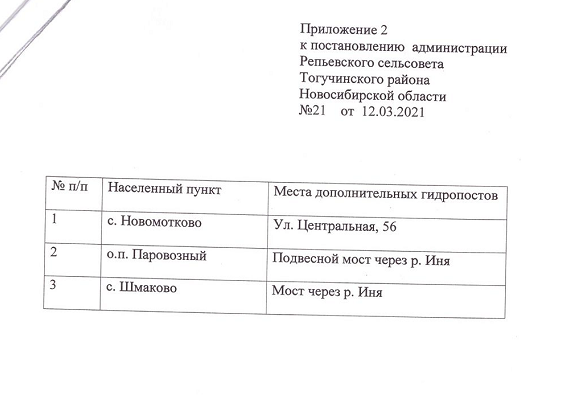 Приложение 2
к постановлению администрации
Репьевского сельсовета
Тогучинского района
Новосибирской области
№21 от 12.03.2021
№ п/п Населенный пункт Места дополнительных гидропостов
1 с. Новомотково Ул. Центральная, 56
2 о.п. Паровозный Подвесной мост через р. Иня
3 с. Шмаково Мост через р. Иня